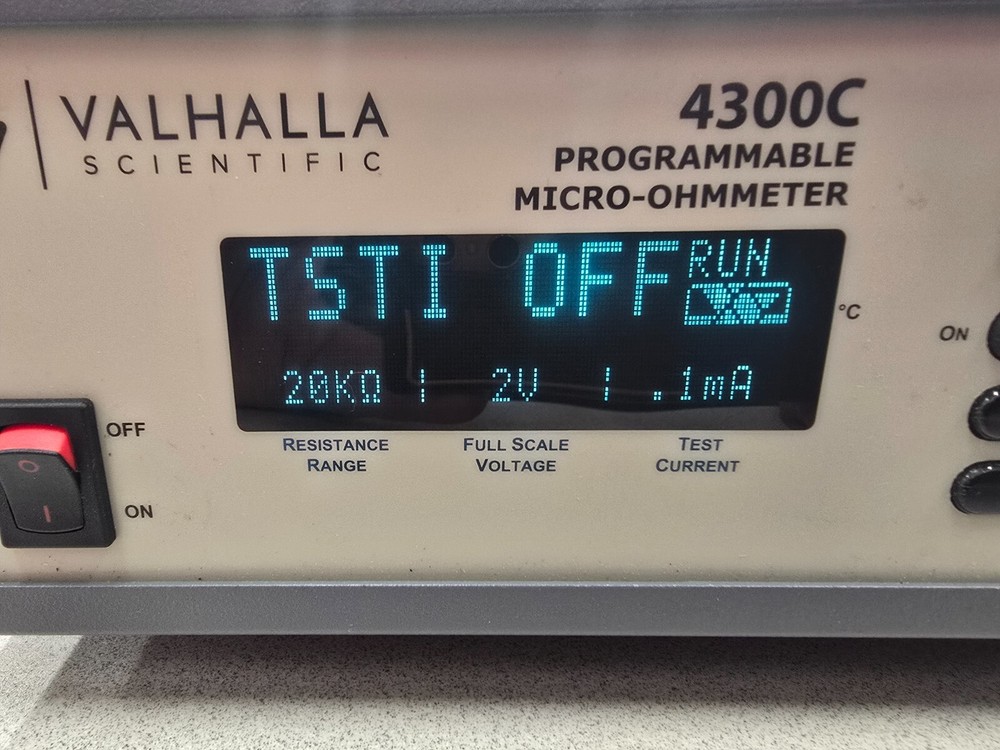 VALHALLA
SCIENTIFIC
4300C
PROGRAMMABLE
MICRO-OHMMETER
TSTI OFF RUN
°C
20KΩ | 2V | .1mA
RESISTANCE RANGE
FULL SCALE VOLTAGE
TEST CURRENT
OFF
ON
ON